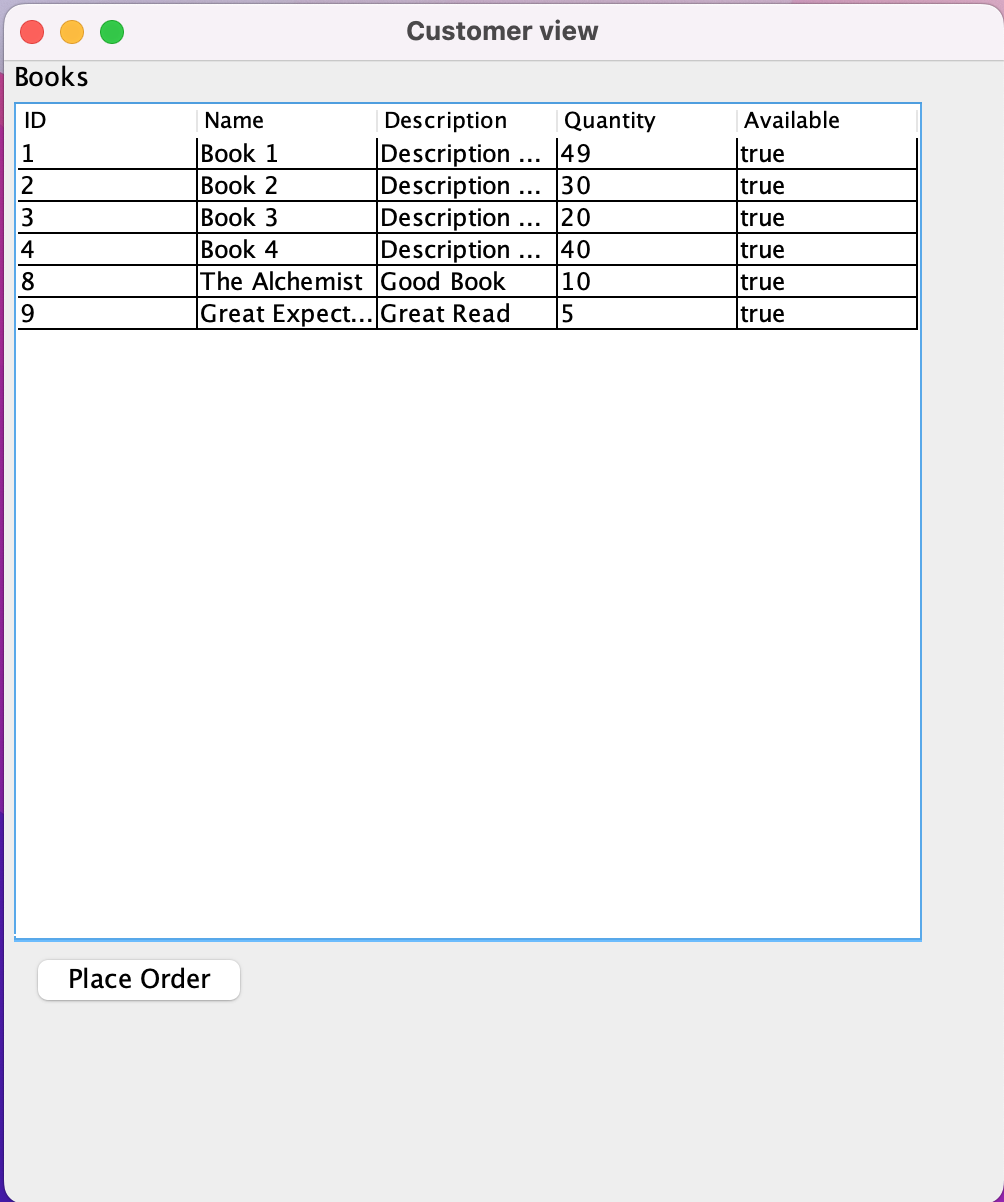 Customer view
Books
ID Name Description Quantity Available
1 Book 1 Description ... 49 true
2 Book 2 Description ... 30 true
3 Book 3 Description ... 20 true
4 Book 4 Description ... 40 true
8 The Alchemist Good Book 10 true
9 Great Expect... Great Read 5 true
Place Order